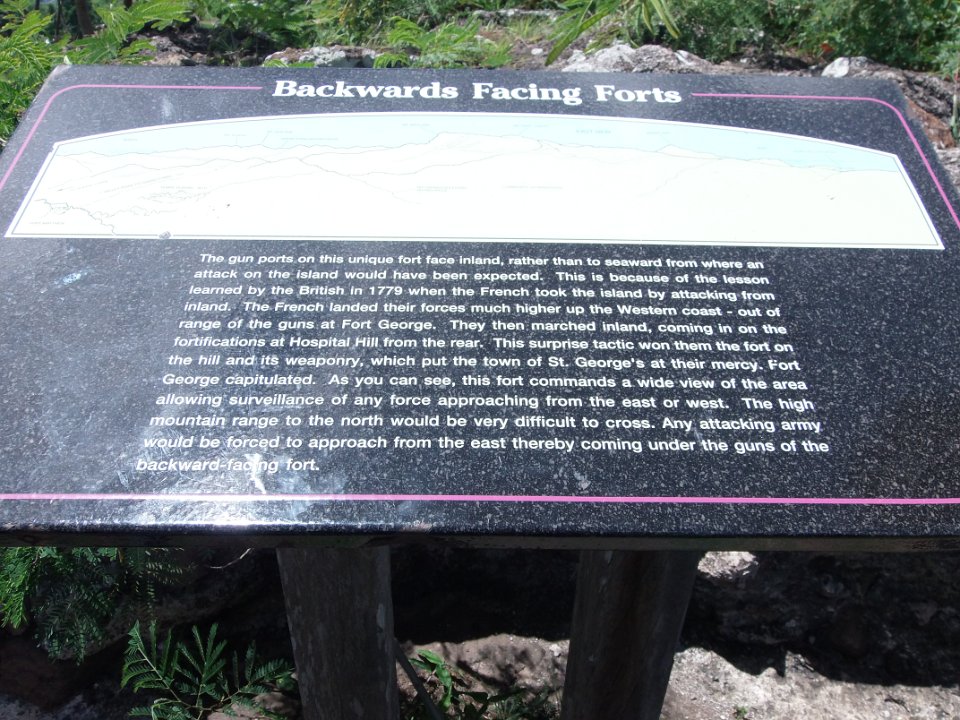 Backwards Facing Forts
The gun ports on this unique fort face inland, rather than to seaward from where an
attack on the island would have been expected. This is because of the lesson
learned by the British in 1779 when the French took the island by attacking from
inland. The French landed their forces much higher up the Western coast - out of
range of the guns at Fort George. They then marched inland, coming in on the
fortifications at Hospital Hill from the rear. This surprise tactic won them the fort on
the hill and its weaponry, which put the town of St. George's at their mercy. Fort
George capitulated. As you can see, this fort commands a wide view of the area
allowing surveillance of any force approaching from the east or west. The high
mountain range to the north would be very difficult to cross. Any attacking army
would be forced to approach from the east thereby coming under the guns of the
backward-facing fort.